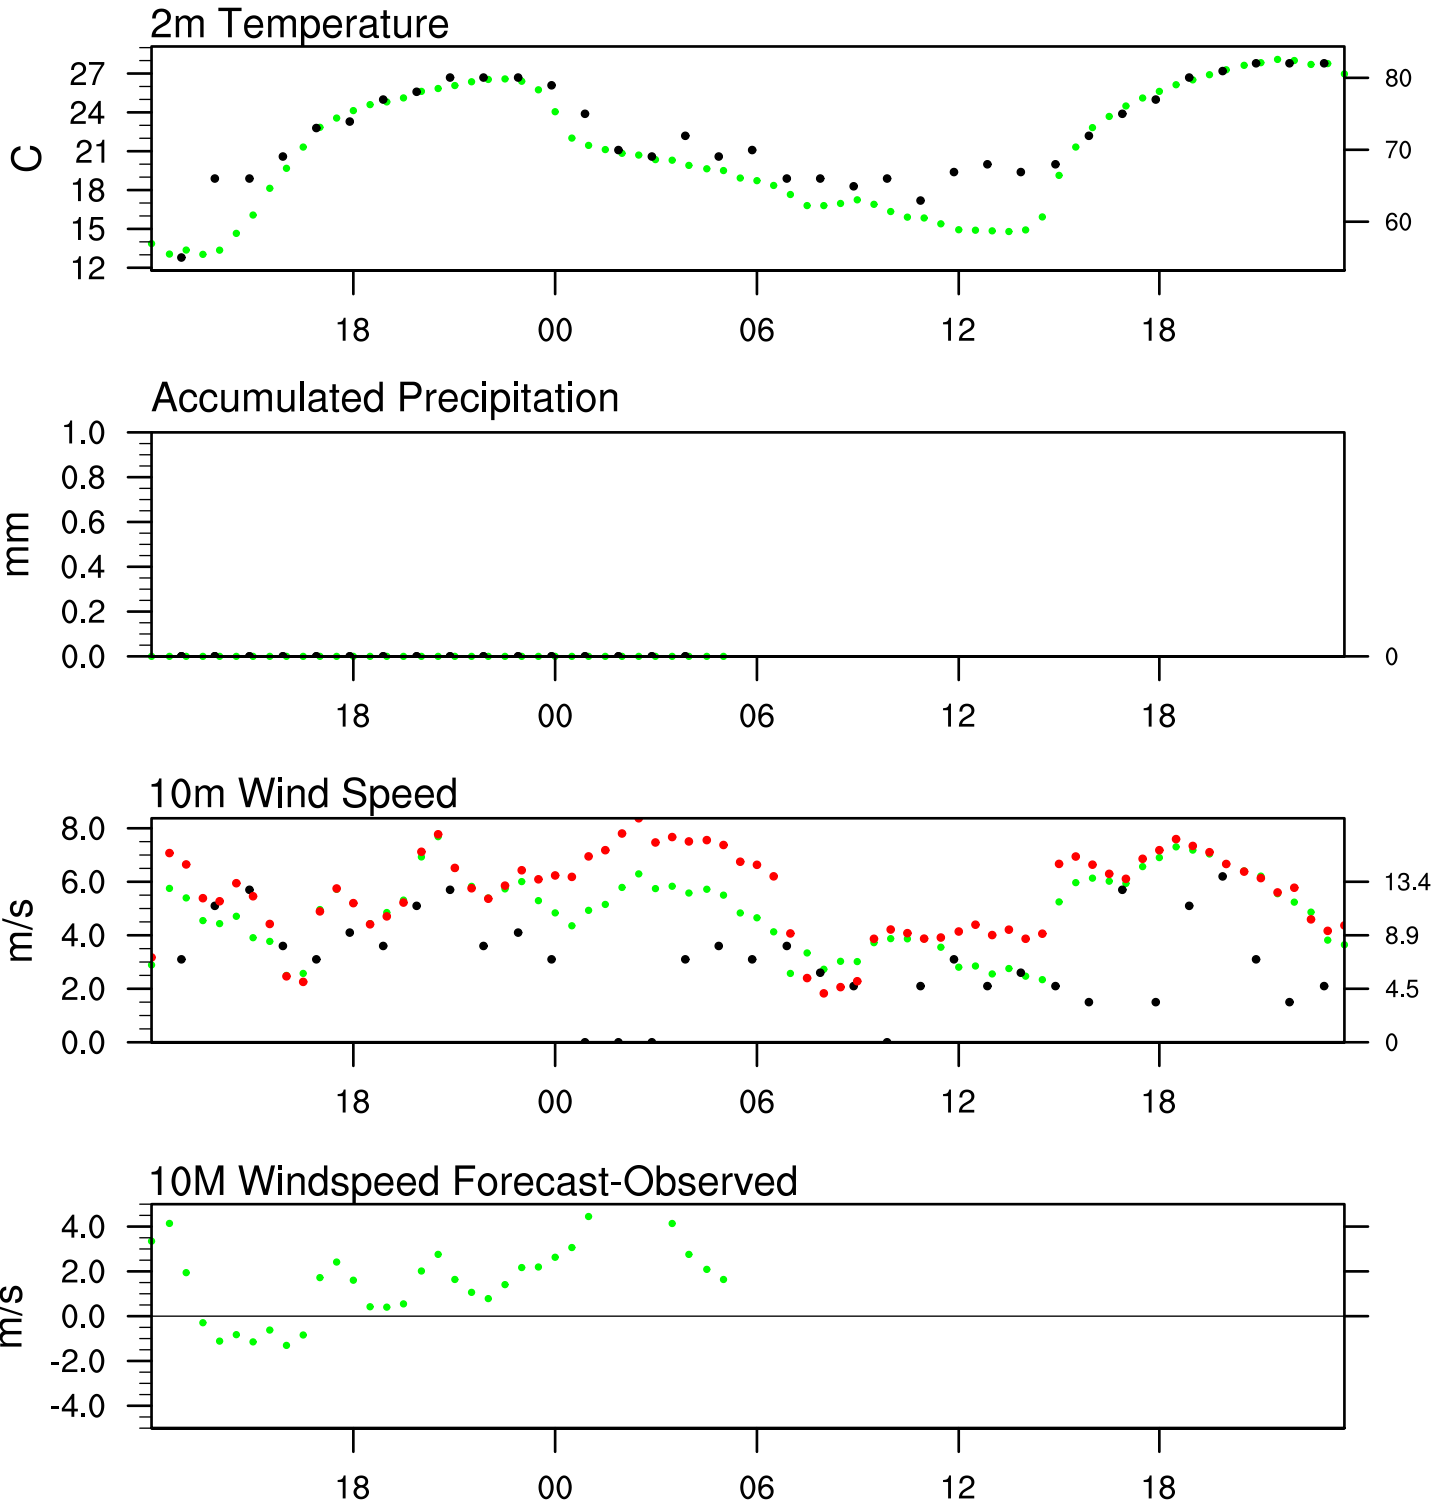 2m Temperature
27
24
21
18
15
12
C
80
70
60
18 00 06 12 18
Accumulated Precipitation
1.0
0.8
0.6
0.4
0.2
0.0
mm
0
18 00 06 12 18
10m Wind Speed
8.0
6.0
4.0
2.0
0.0
m/s
13.4
8.9
4.5
0
18 00 06 12 18
10M Windspeed Forecast-Observed
4.0
2.0
0.0
-2.0
-4.0
m/s
18 00 06 12 18